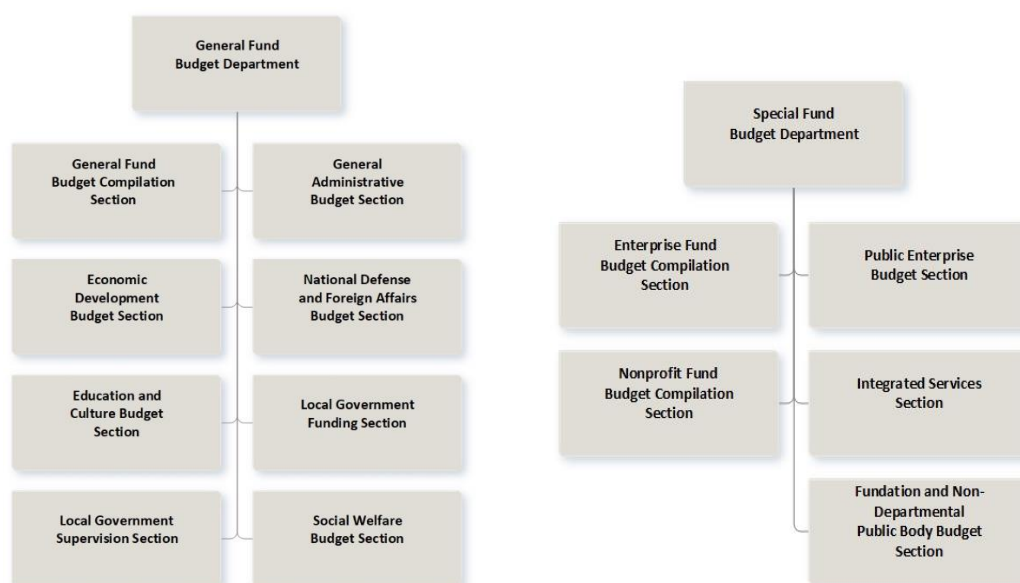 General Fund
Budget Department
General Fund
Budget Compilation
Section
General
Administrative
Budget Section
Economic
Development
Budget Section
National Defense
and Foreign Affairs
Budget Section
Education and
Culture Budget
Section
Local Government
Funding Section
Local Government
Supervision Section
Social Welfare
Budget Section
Special Fund
Budget Department
Enterprise Fund
Budget Compilation
Section
Public Enterprise
Budget Section
Nonprofit Fund
Budget Compilation
Section
Integrated Services
Section
Fundation and Non-
Departmental
Public Body Budget
Section